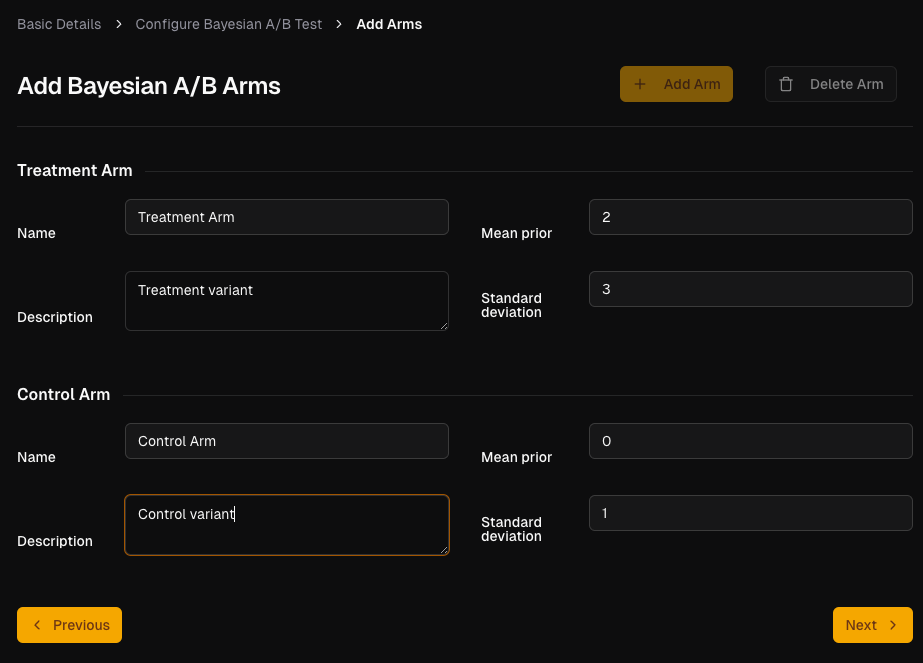 Basic Details > Configure Bayesian A/B Test > Add Arms
Add Bayesian A/B Arms
+ Add Arm
Delete Arm
Treatment Arm
Name
Treatment Arm
Mean prior
2
Description
Treatment variant
Standard
deviation
3
Control Arm
Name
Control Arm
Mean prior
0
Description
Control variant
Standard
deviation
1
Previous
Next